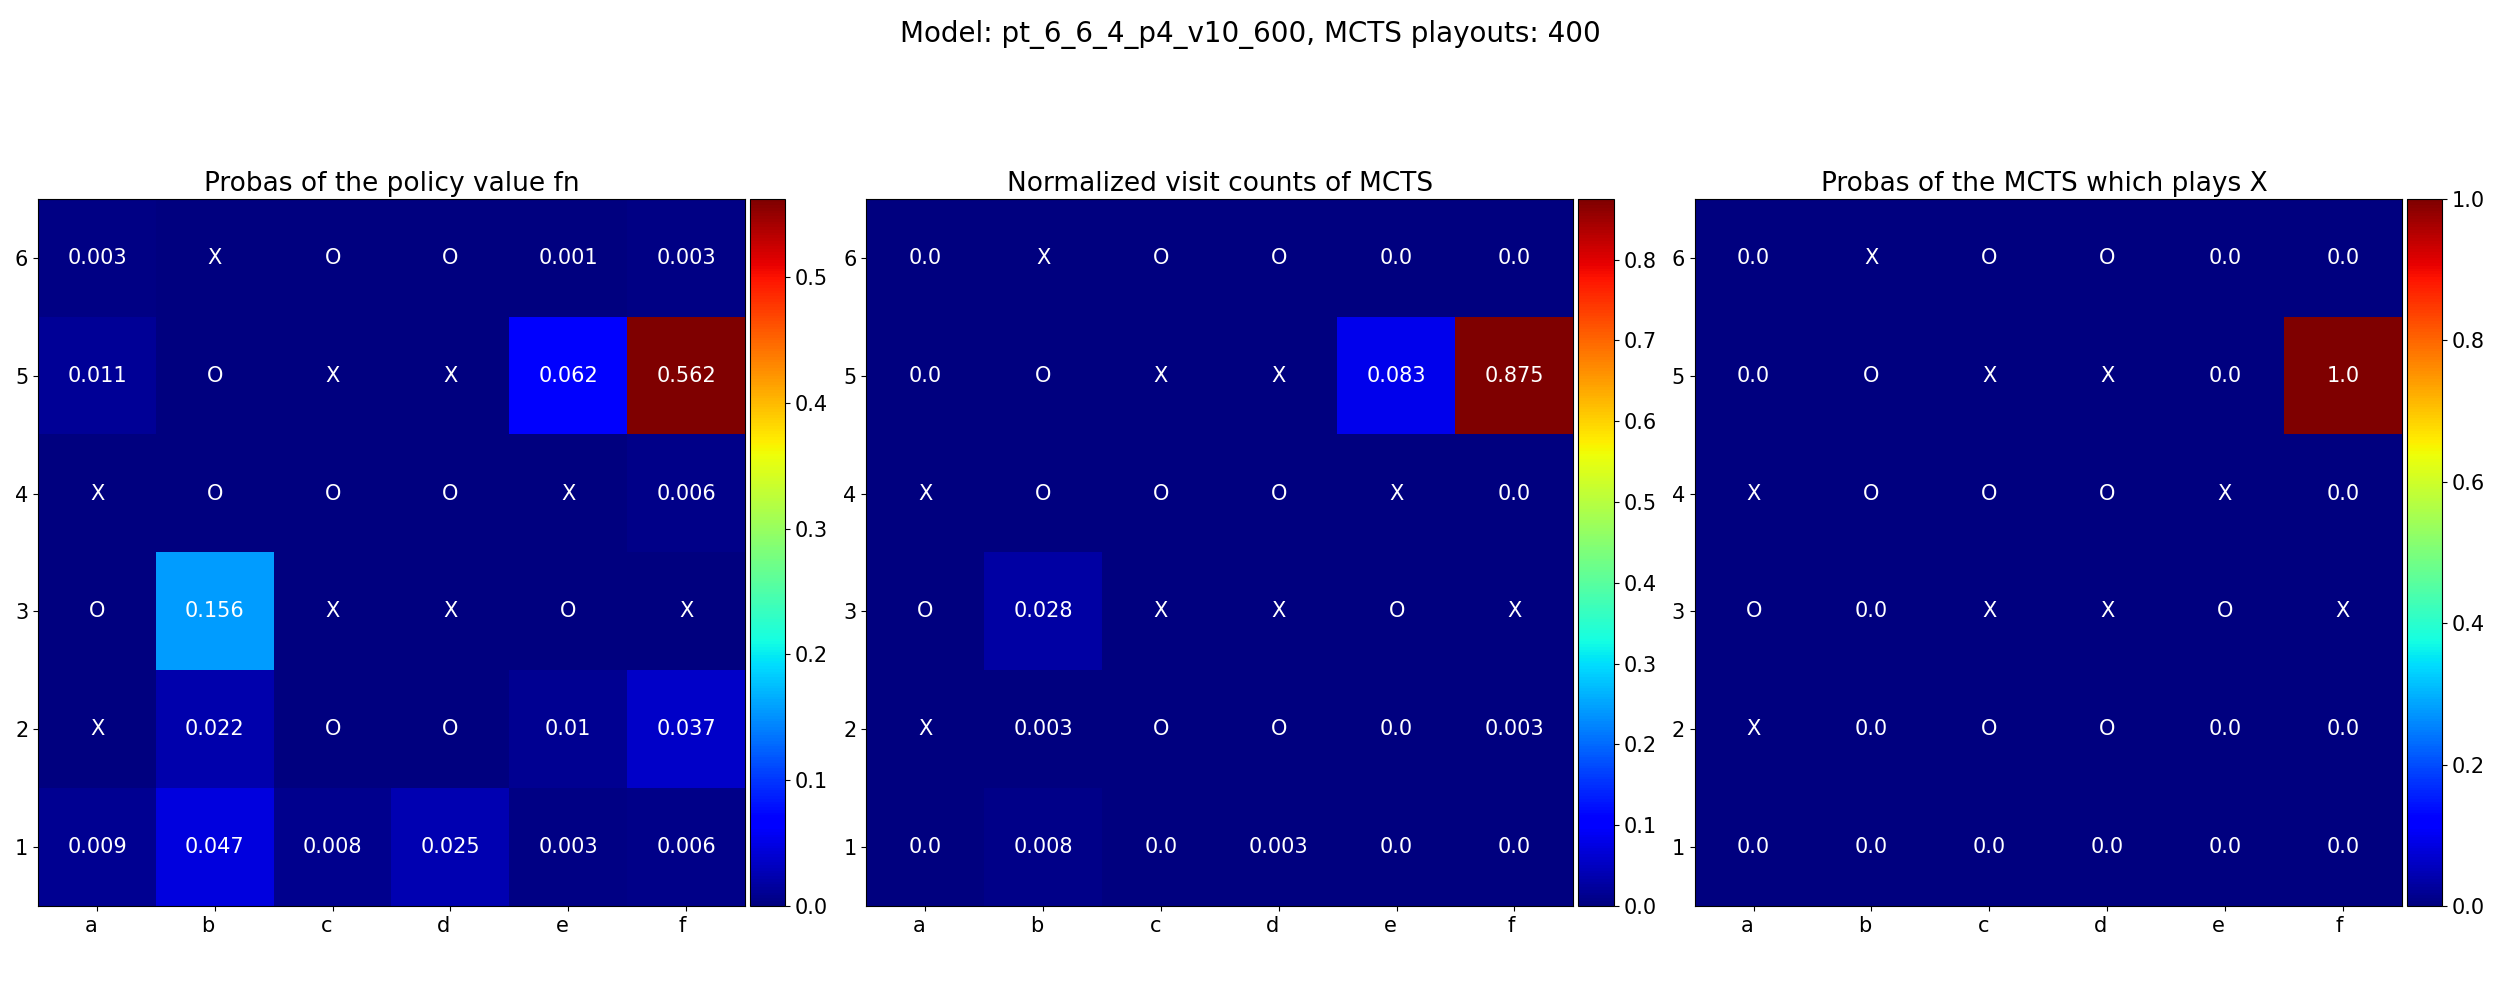 Model: pt_6_6_4_p4_v10_600, MCTS playouts: 400
Probas of the policy value fn
6 0.003 X O O 0.001 0.003
5 0.011 O X X 0.062 0.562
4 X O O O X 0.006
3 O 0.156 X X O X
2 X 0.022 O O 0.01 0.037
1 0.009 0.047 0.008 0.025 0.003 0.006
a b c d e f
0.5
0.4
0.3
0.2
0.1
0.0
Normalized visit counts of MCTS
6 0.0 X O O 0.0 0.0
5 0.0 O X X 0.083 0.875
4 X O O O X 0.0
3 O 0.028 X X O X
2 X 0.003 O O 0.0 0.003
1 0.0 0.008 0.0 0.003 0.0 0.0
a b c d e f
0.8
0.7
0.6
0.5
0.4
0.3
0.2
0.1
0.0
Probas of the MCTS which plays X
6 0.0 X O O 0.0 0.0
5 0.0 O X X 0.0 1.0
4 X O O O X 0.0
3 O 0.0 X X O X
2 X 0.0 O O 0.0 0.0
1 0.0 0.0 0.0 0.0 0.0 0.0
a b c d e f
1.0
0.8
0.6
0.4
0.2
0.0